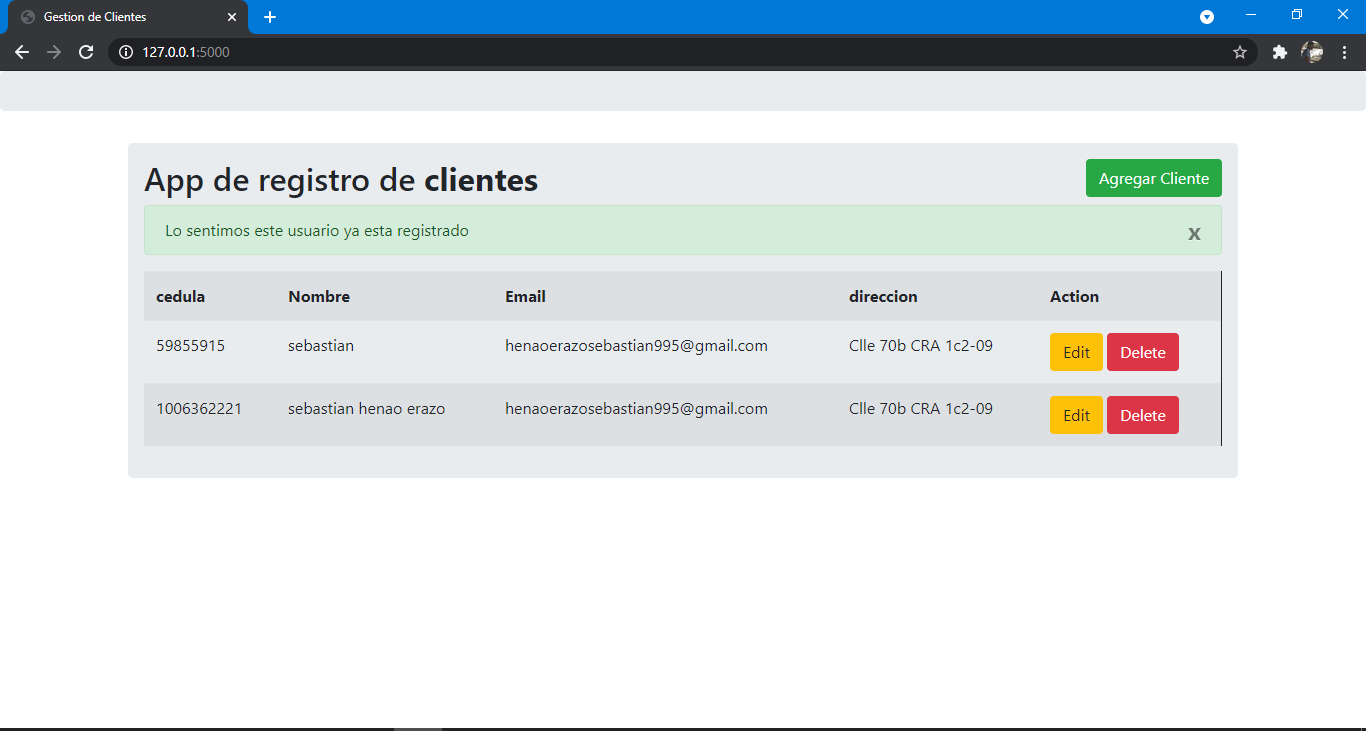 Gestion de Clientes
127.0.0.1:5000
App de registro de clientes
Agregar Cliente
Lo sentimos este usuario ya esta registrado
x
cedula Nombre Email direccion Action
59855915 sebastian henaoerazosebastian995@gmail.com Clle 70b CRA 1c2-09 Edit Delete
1006362221 sebastian henao erazo henaoerazosebastian995@gmail.com Clle 70b CRA 1c2-09 Edit Delete